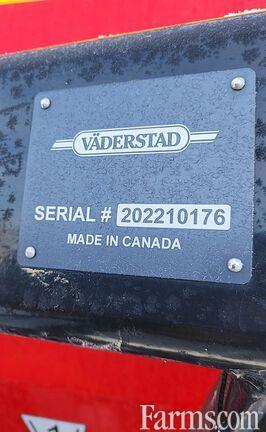 VÄDERSTAD
SERIAL # 202210176
MADE IN CANADA
Farms.com®